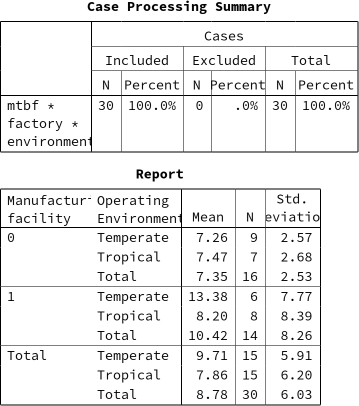 Case Processing Summary
Cases
Included Excluded Total
N Percent N Percent N Percent
mtbf * 30 100.0% 0 .0% 30 100.0%
factory *
environment
Report
Manufactur- Operating Std.
facility Environment Mean N eviatio
0 Temperate 7.26 9 2.57
Tropical 7.47 7 2.68
Total 7.35 16 2.53
1 Temperate 13.38 6 7.77
Tropical 8.20 8 8.39
Total 10.42 14 8.26
Total Temperate 9.71 15 5.91
Tropical 7.86 15 6.20
Total 8.78 30 6.03